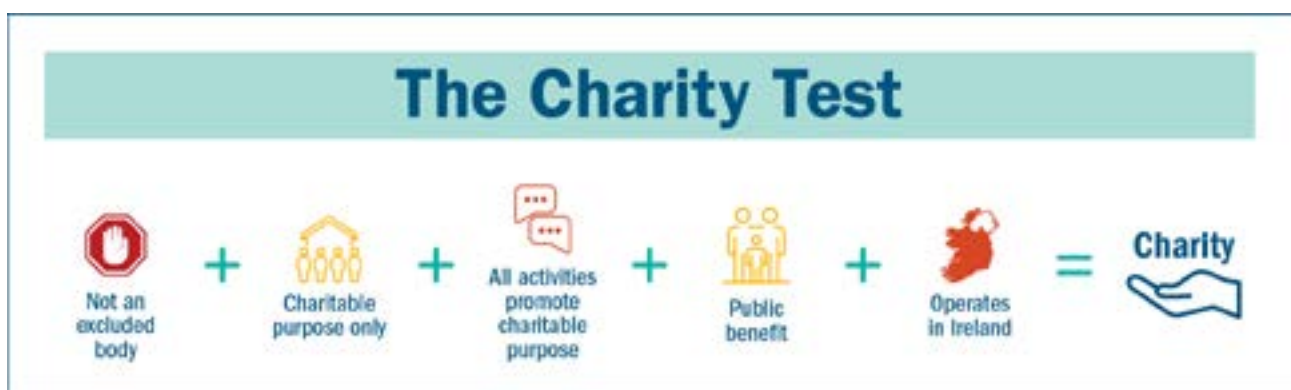 The Charity Test
Not an
excluded
body
+
Charitable
purpose only
+
All activities
promote
charitable
purpose
+
Public
benefit
+
Operates
in Ireland
=
Charity